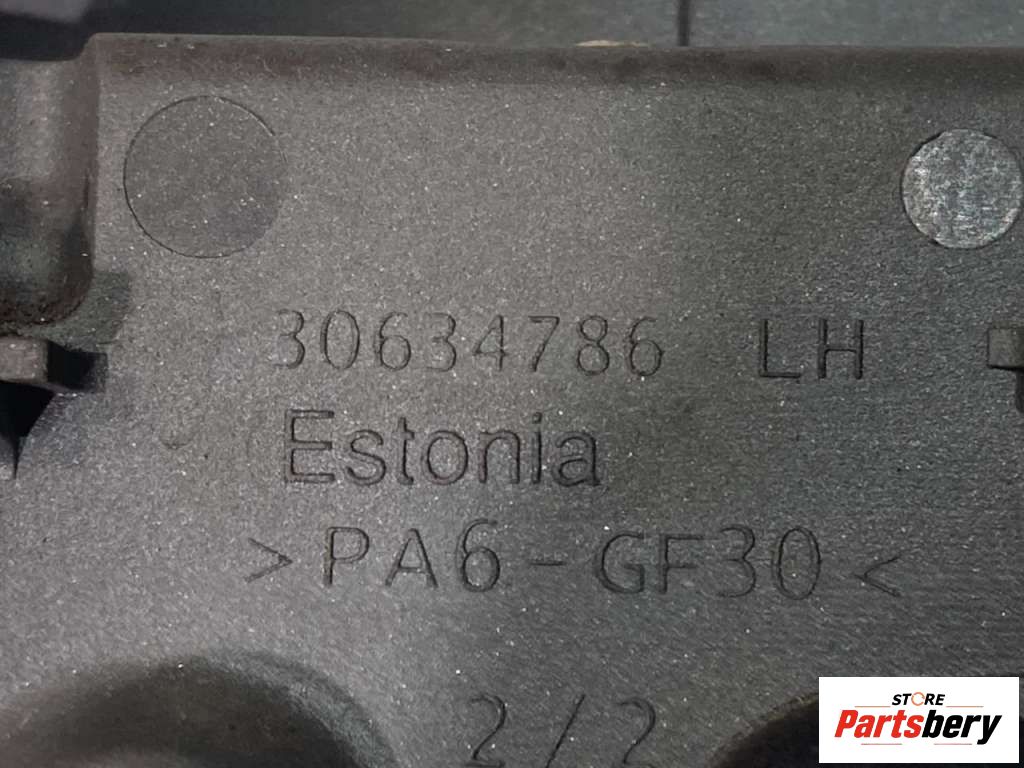 30634786 LH
Estonia
>PA6-GF30<
2/2
STORE
Partsbery